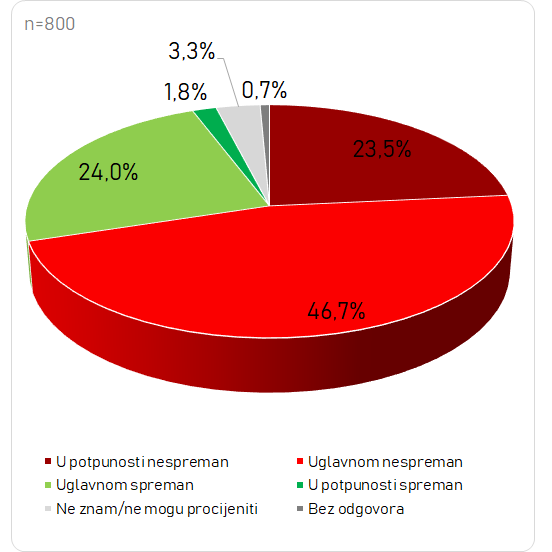 n=800
3,3%
1,8%
0,7%
23,5%
24,0%
46,7%
U potpunosti nespreman
Uglavnom nespreman
Uglavnom spreman
U potpunosti spreman
Ne znam/ne mogu procijeniti
Bez odgovora